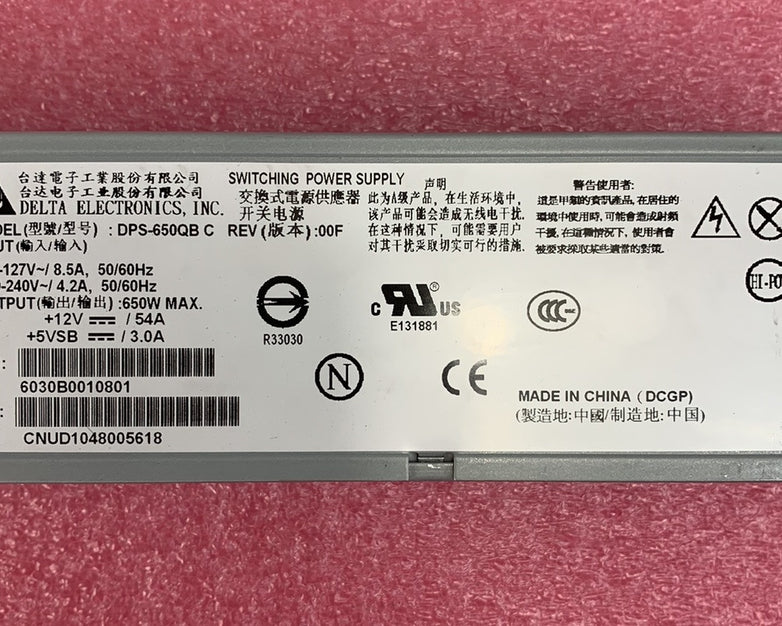 台達電子工業股份有限公司
台达电子工业股份有限公司
DELTA ELECTRONICS, INC.
SWITCHING POWER SUPPLY
交換式電源供應器
开关电源
DEL(型號/型号) : DPS-650QB C REV(版本) :00F
UT(輸入/输入)
-127V~/ 8.5A, 50/60Hz
0-240V~/ 4.2A, 50/60Hz
TPUT(輸出/输出) :650W MAX.
+12V / 54A
+5VSB / 3.0A
:
6030B0010801
:
CNUD1048005618
声明
此为A级产品, 在生活环境中,
该产品可能会造成无线电干扰.
在这种情况下, 可能需要用户
对其干扰采取切实可行的措施.
警告使用者:
這是甲類的資訊產品, 在居住的
環境中使用時, 可能會造成射頻
干擾, 在這種情況下, 使用者會
被要求採取某些適當的對策.
R33030
c RU ® US
E131881
CCC
HI-PO
N
CE
MADE IN CHINA (DCGP)
(製造地:中國/制造地:中国)